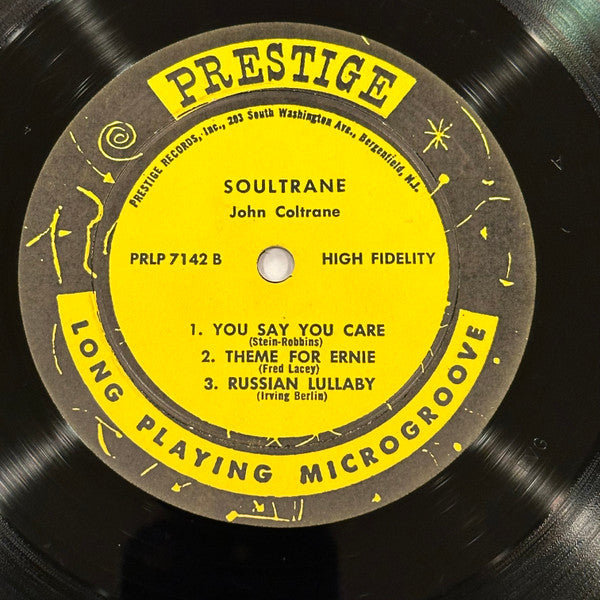 PRESTIGE
PRESTIGE RECORDS, Inc., 203 South Washington Ave., Bergenfield, N.J.
SOULTRANE
John Coltrane
PRLP 7142 B
HIGH FIDELITY
1. YOU SAY YOU CARE
(Stein-Robbins)
2. THEME FOR ERNIE
(Fred Lacey)
3. RUSSIAN LULLABY
(Irving Berlin)
LONG PLAYING MICROGROOVE